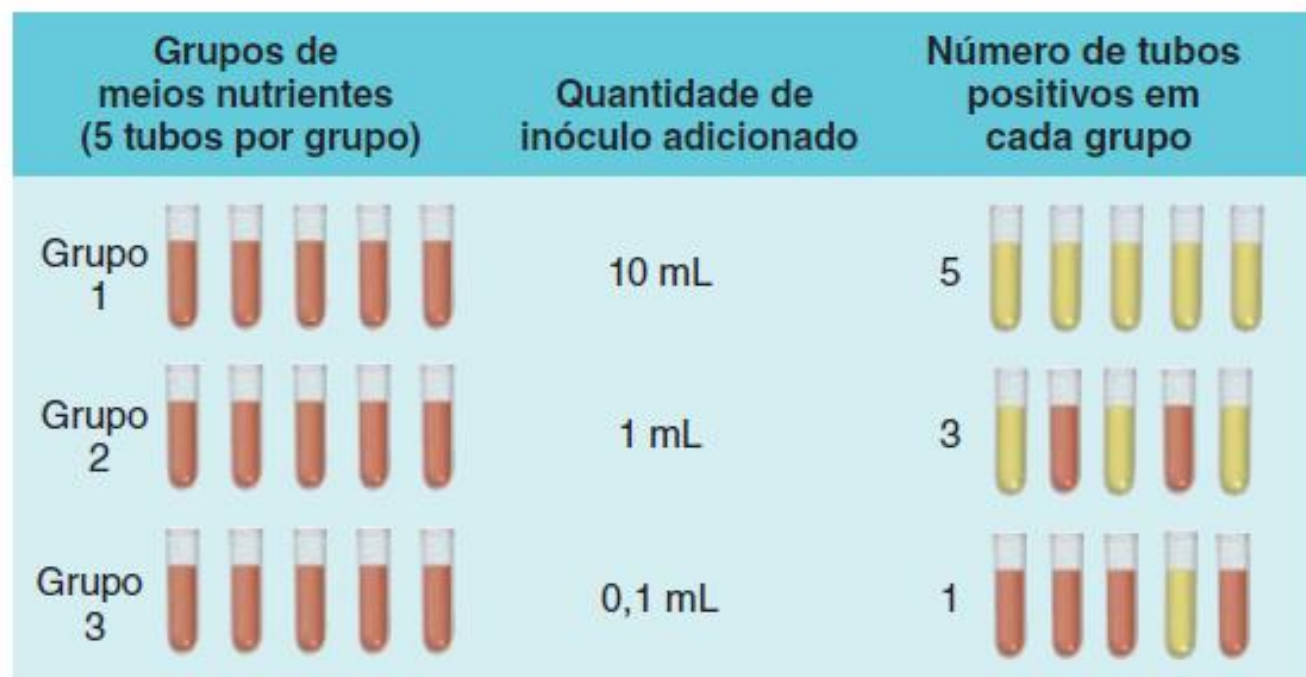 Grupos de
meios nutrientes
(5 tubos por grupo)
Quantidade de
inóculo adicionado
Número de tubos
positivos em
cada grupo
Grupo
1
10 mL
5
Grupo
2
1 mL
3
Grupo
3
0,1 mL
1